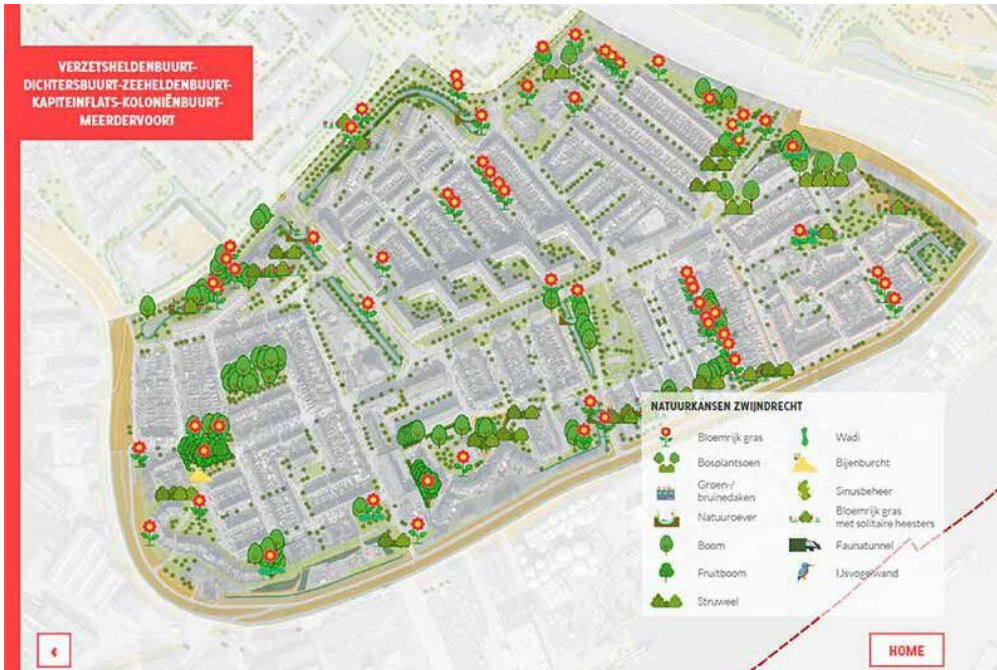 VERZETSHELDENBUURT-
DICHTERSBUURT-ZEEHELDENBUURT-
KAPITEINFLATS-KOLONIËNBUURT-
MEERDERVOORT
NATUURKANSEN ZWIJNDRECHT
Bloemrijk gras
Bosplantsoen
Groen-/
bruinedaken
Natuuroever
Boom
Fruitboom
Struweel
Wadi
Bijenburcht
Sinusbeheer
Bloemrijk gras
met solitaire heesters
Faunatunnel
IJsvogelwand
HOME